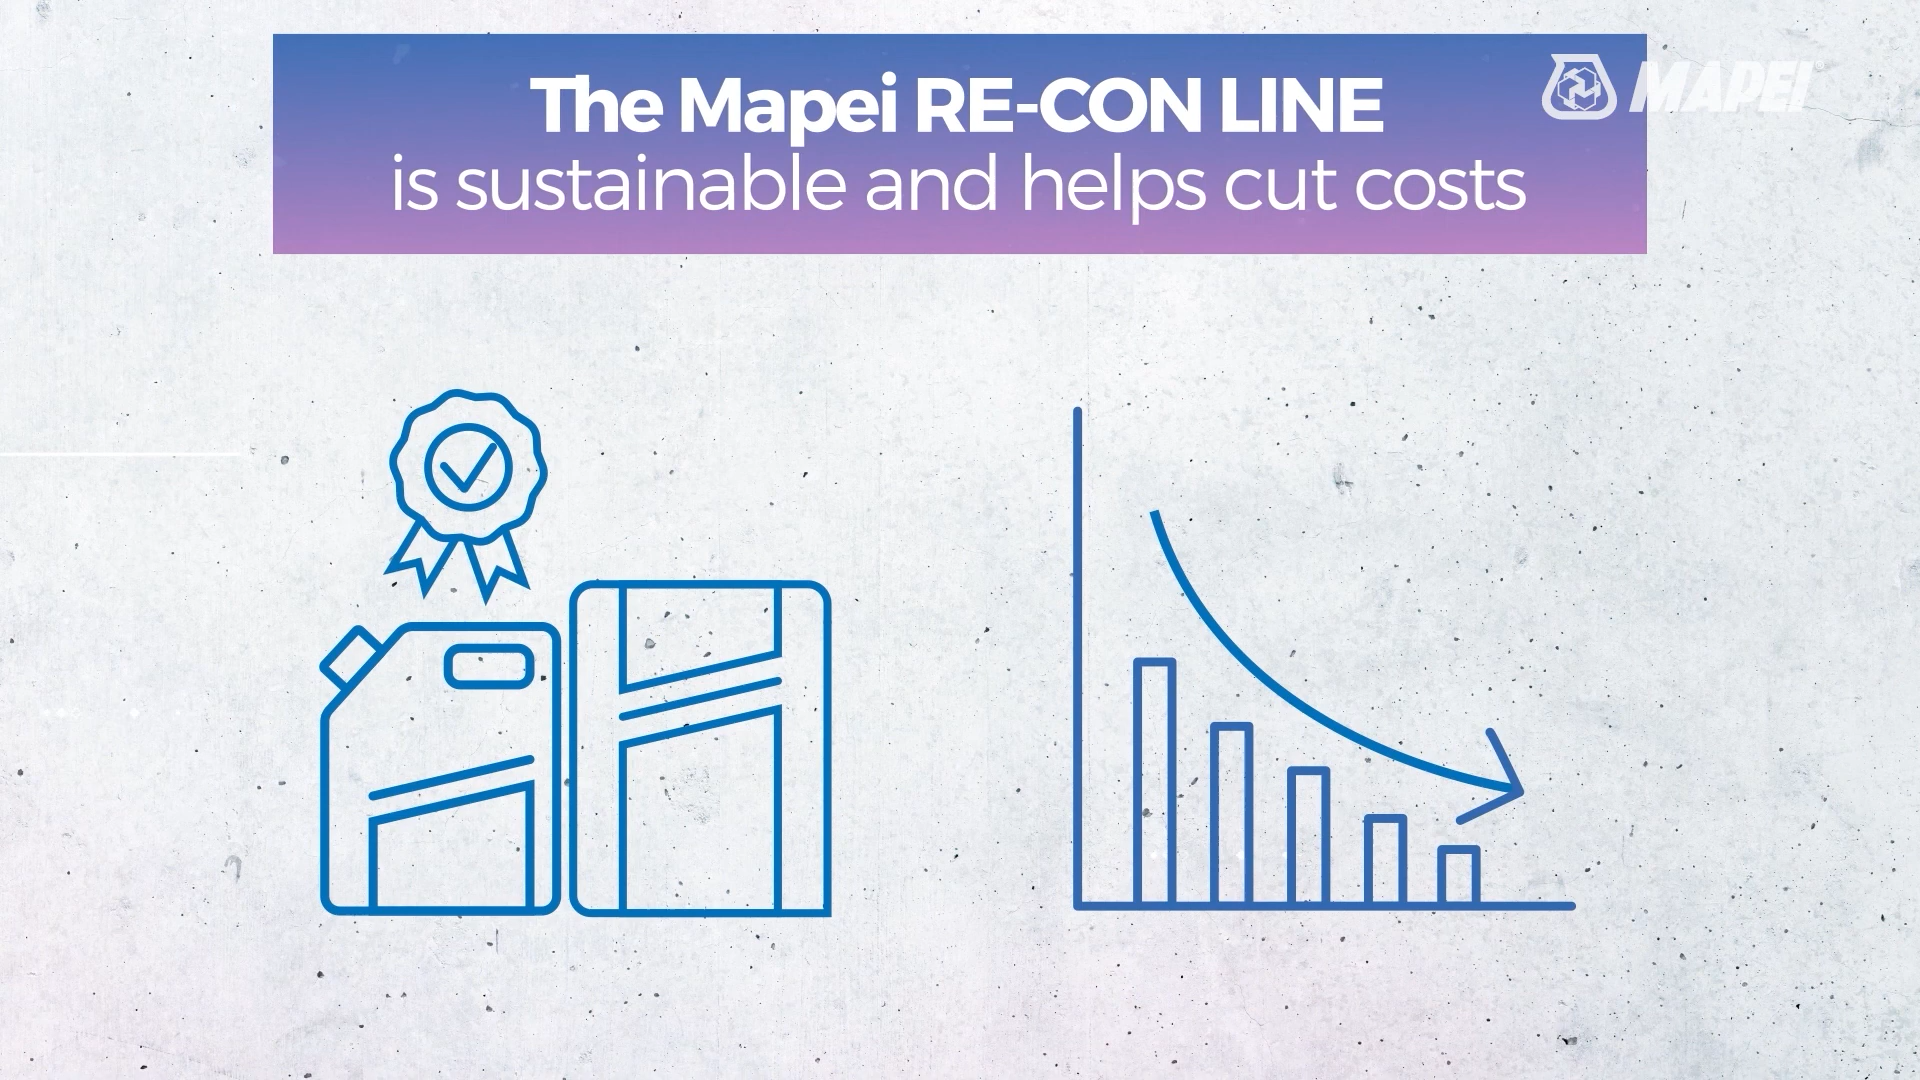 The Mapei RE-CON LINE
is sustainable and helps cut costs
MAPEI